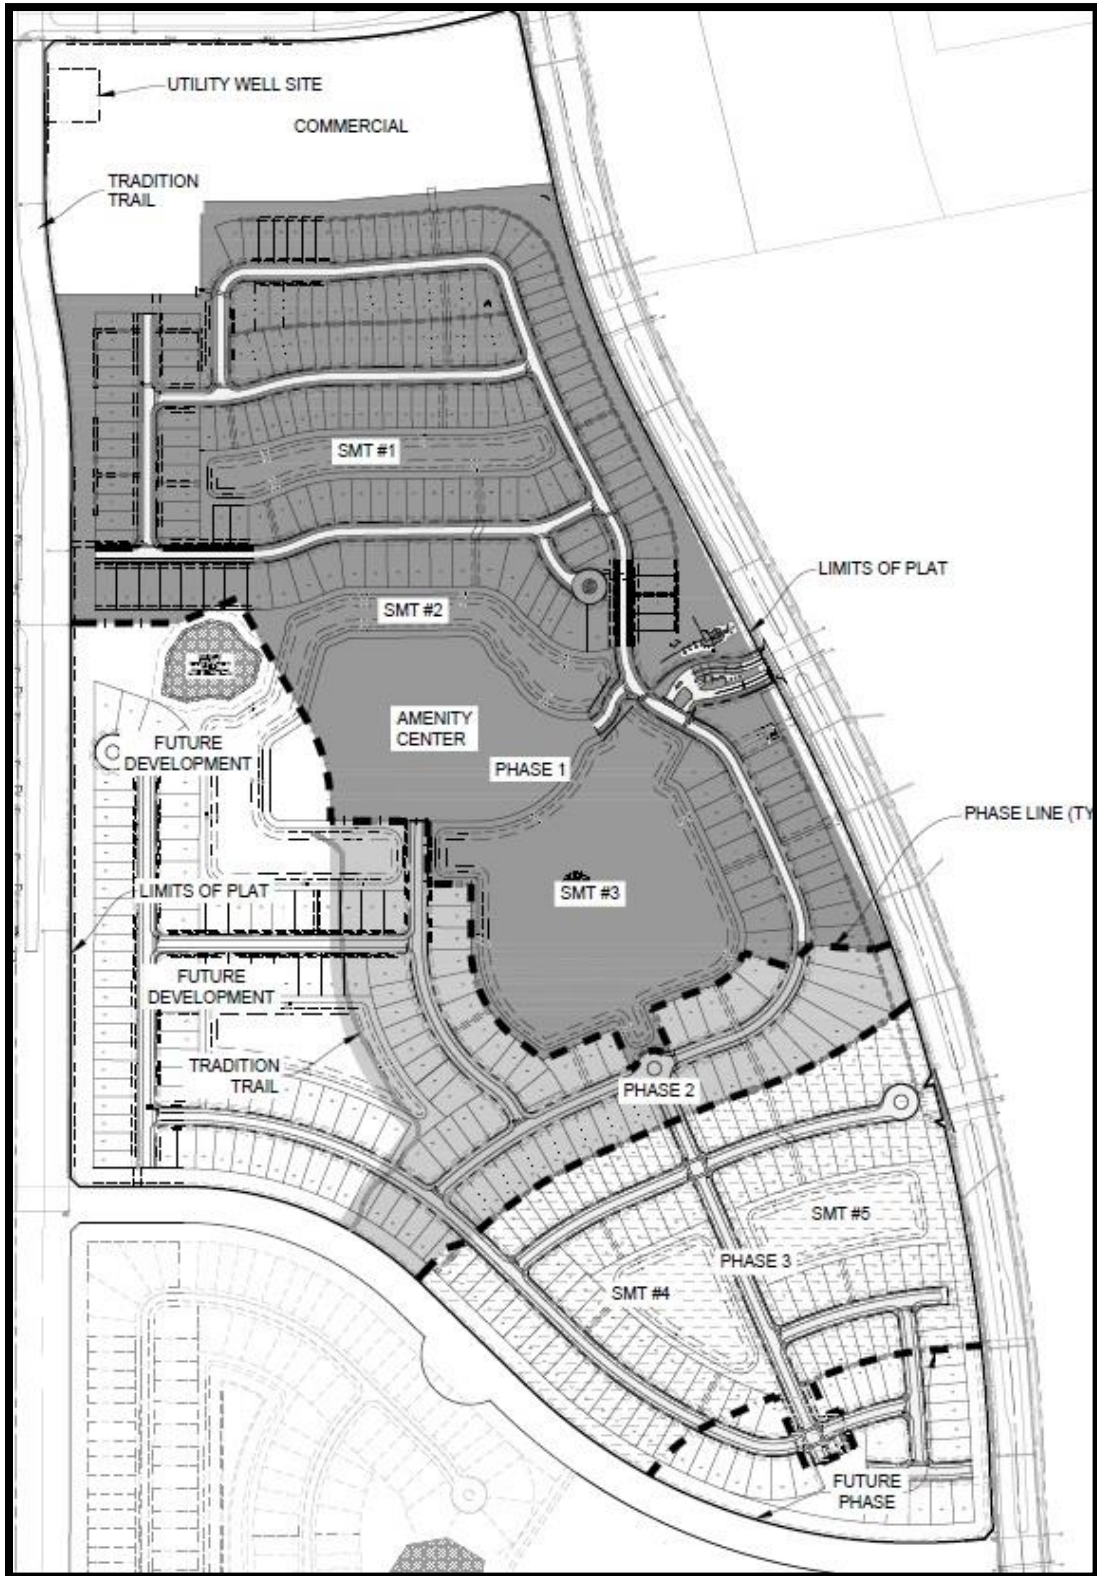 UTILITY WELL SITE
COMMERCIAL
TRADITION
TRAIL
SMT #1
LIMITS OF PLAT
SMT #2
AMENITY
CENTER
FUTURE
DEVELOPMENT
PHASE 1
PHASE LINE (TY
LIMITS OF PLAT
SMT #3
FUTURE
DEVELOPMENT
TRADITION
TRAIL
PHASE 2
SMT #5
PHASE 3
SMT #4
FUTURE
PHASE